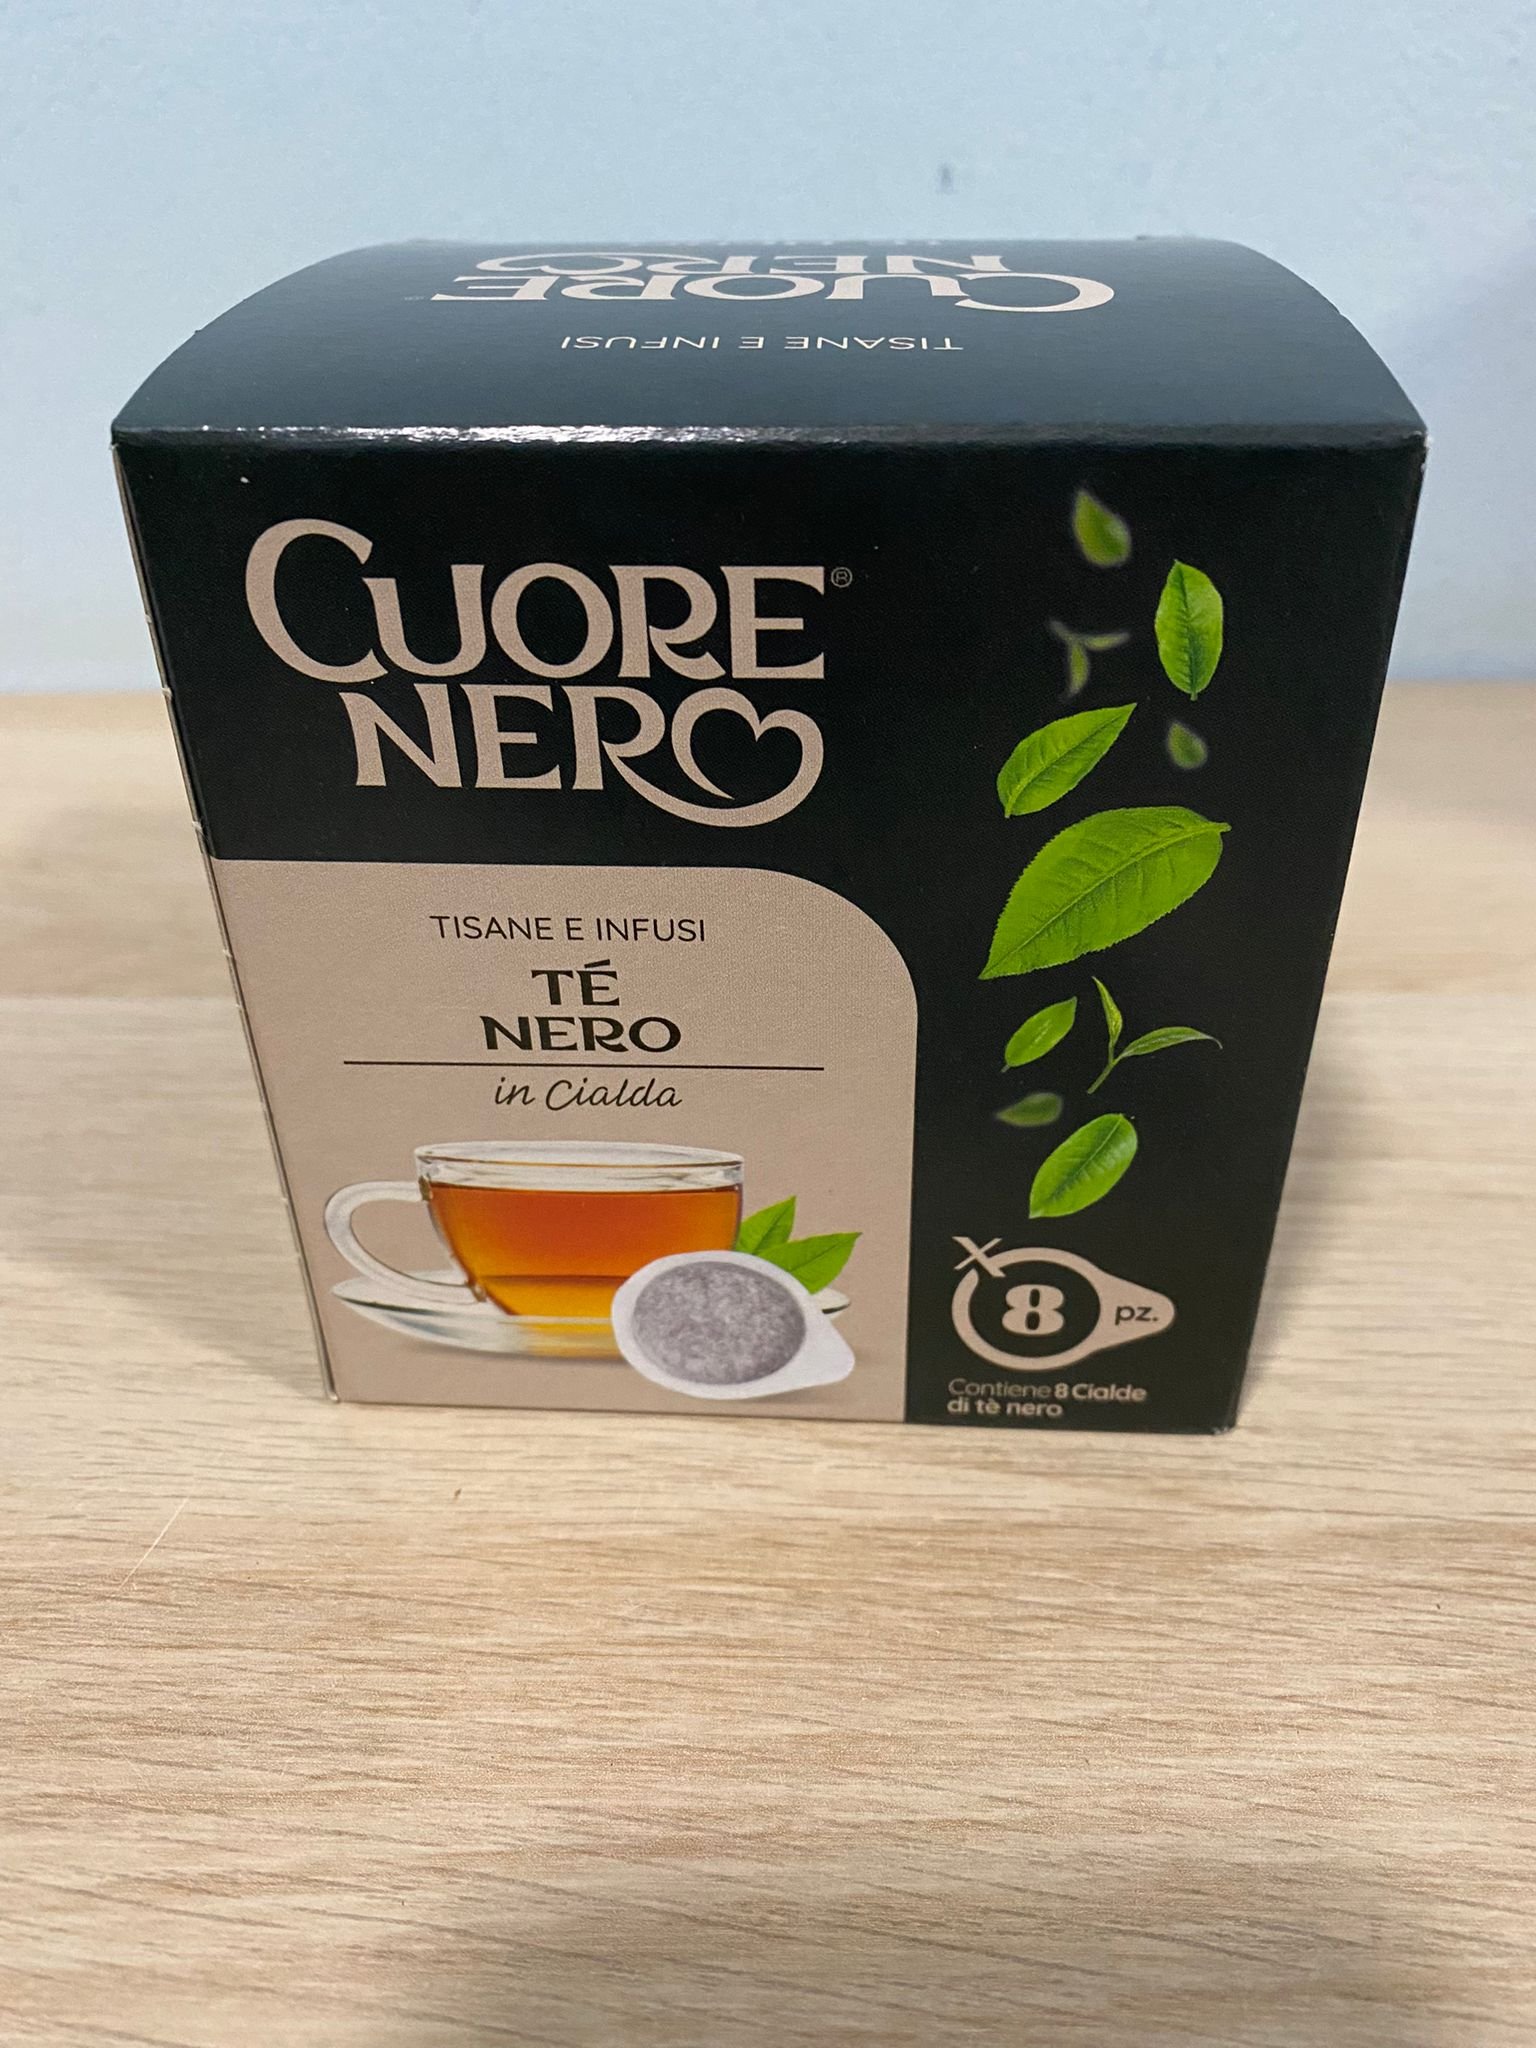 CUORE
NERO
TISANE E INFUSI
CUORE®
NERO
TISANE E INFUSI
TÉ
NERO
in Cialda
X
8 pz.
Contiene 8 Cialde
di tè nero